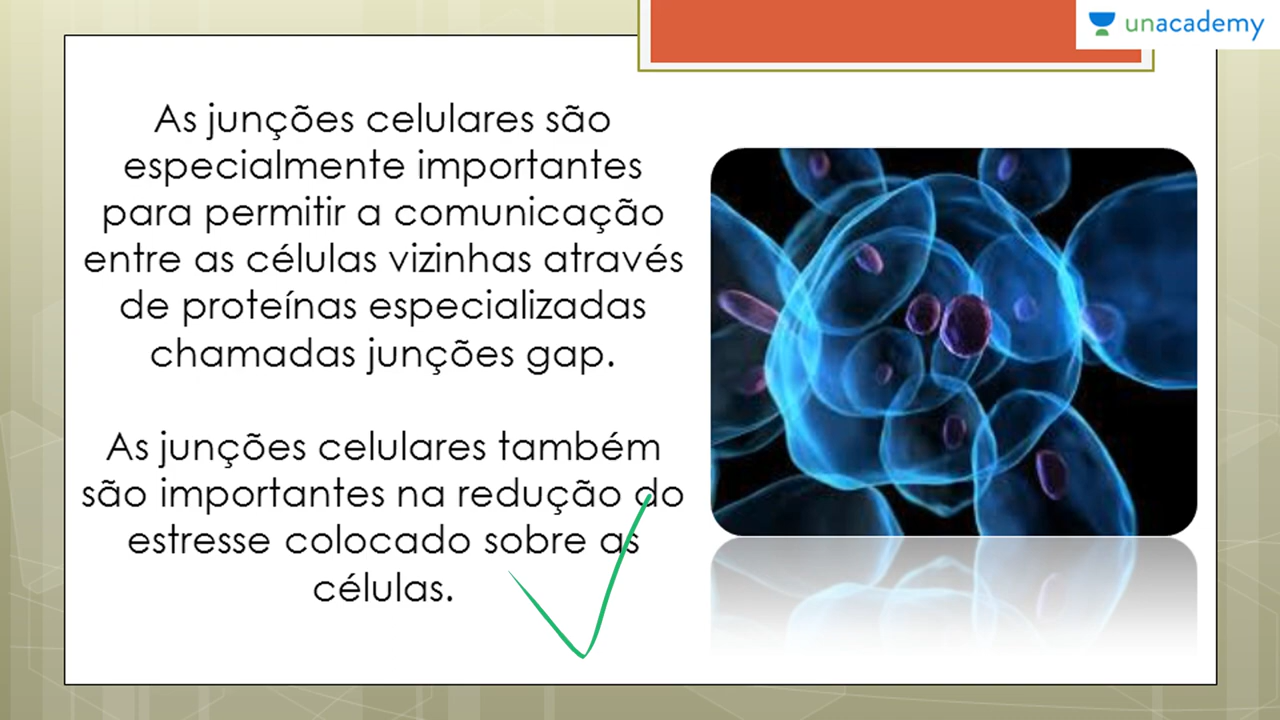 unacademy
As junções celulares são
especialmente importantes
para permitir a comunicação
entre as células vizinhas através
de proteínas especializadas
chamadas junções gap.
As junções celulares também
são importantes na redução do
estresse colocado sobre as
células.